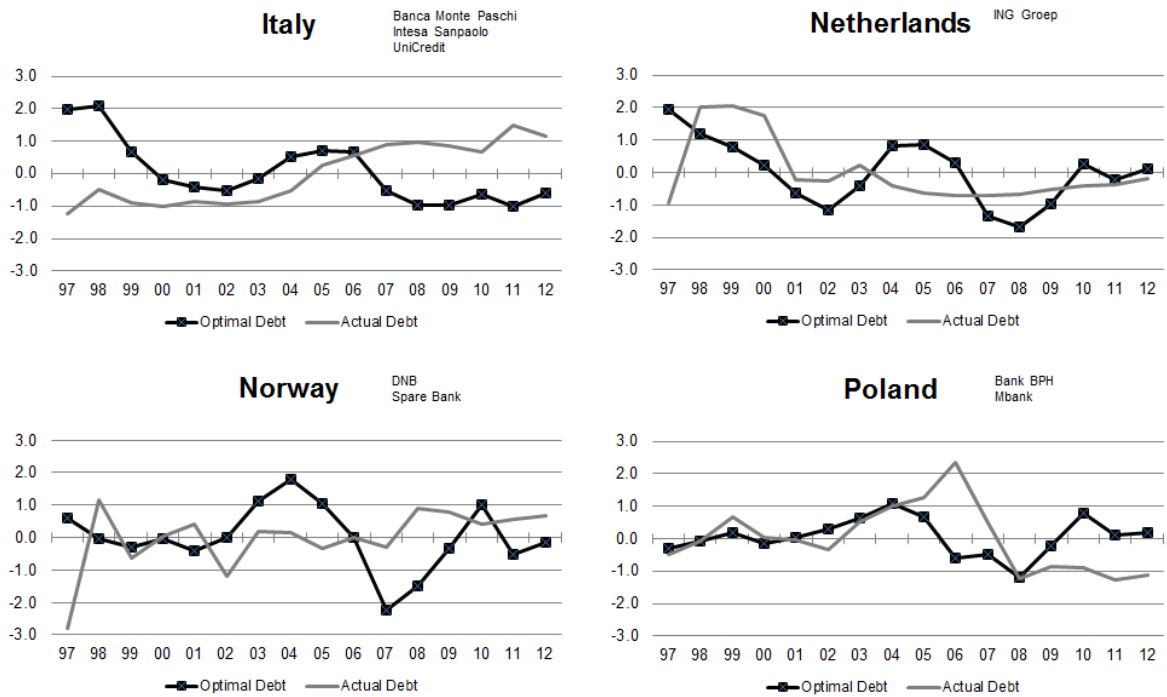 Italy
Banca Monte Paschi
Intesa Sanpaolo
UniCredit
3.0
2.0
1.0
0.0
-1.0
-2.0
-3.0
97 98 99 00 01 02 03 04 05 06 07 08 09 10 11 12
Optimal Debt Actual Debt
Netherlands
ING Groep
3.0
2.0
1.0
0.0
-1.0
-2.0
-3.0
97 98 99 00 01 02 03 04 05 06 07 08 09 10 11 12
Optimal Debt Actual Debt
Norway
DNB
Spare Bank
3.0
2.0
1.0
0.0
-1.0
-2.0
-3.0
97 98 99 00 01 02 03 04 05 06 07 08 09 10 11 12
Optimal Debt Actual Debt
Poland
Bank BPH
Mbank
3.0
2.0
1.0
0.0
-1.0
-2.0
-3.0
97 98 99 00 01 02 03 04 05 06 07 08 09 10 11 12
Optimal Debt Actual Debt